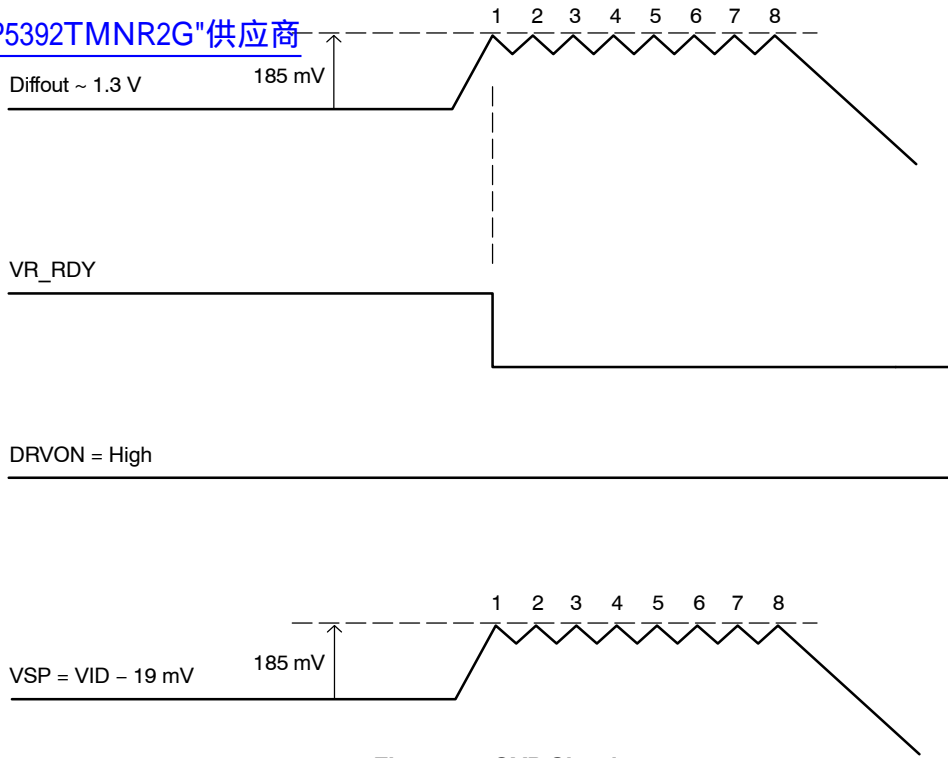 P5392TMNR2G"供应商
1 2 3 4 5 6 7 8
185 mV
Diffout ~ 1.3 V
VR_RDY
DRVON = High
1 2 3 4 5 6 7 8
185 mV
VSP = VID − 19 mV